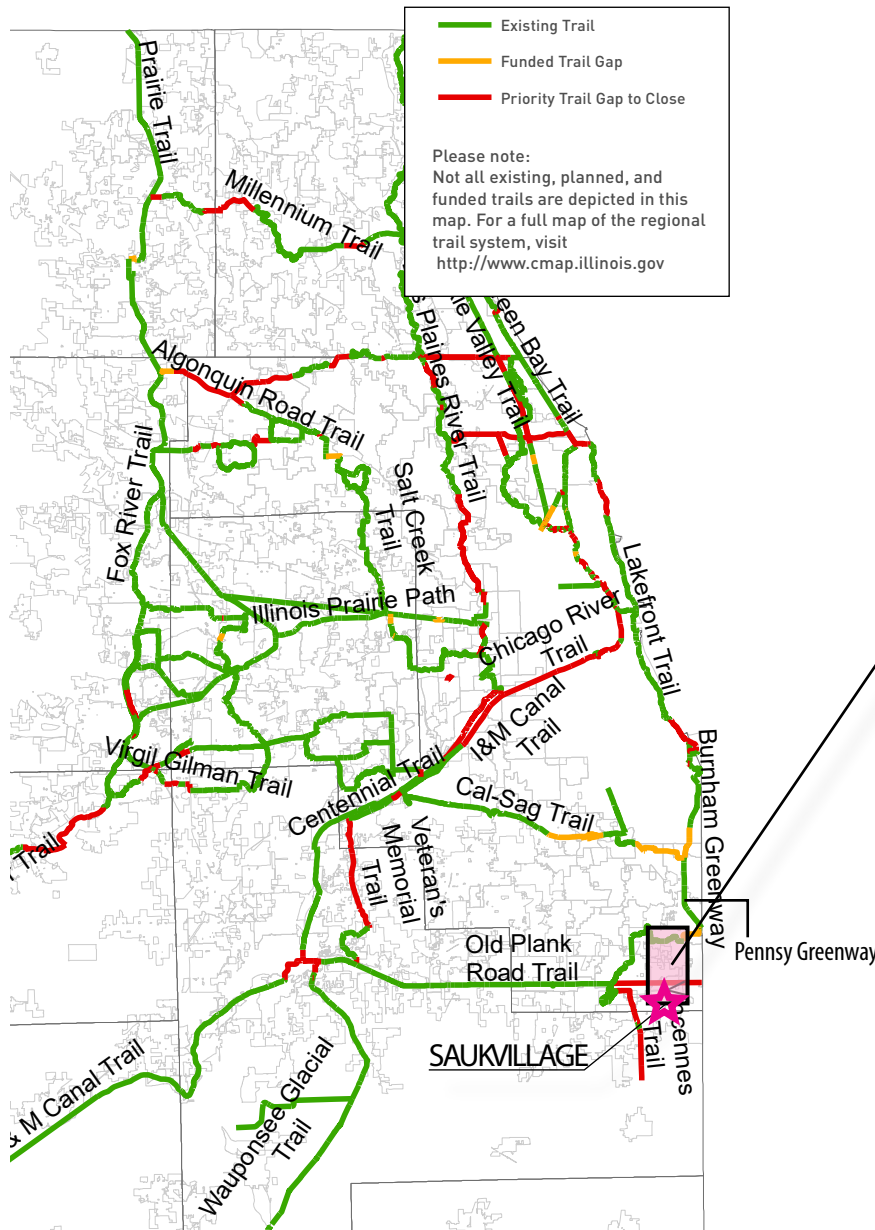 Existing Trail
Funded Trail Gap
Priority Trail Gap to Close
Please note:
Not all existing, planned, and
funded trails are depicted in this
map. For a full map of the regional
trail system, visit
http://www.cmap.illinois.gov
Prairie Trail
Millennium Trail
Plaines River Trail
Valley Trail
Bay Trail
Algonquin Road Trail
Fox River Trail
Salt Creek
Trail
Illinois Prairie Path
Lakefront Trail
Chicago River
Trail
I&M Canal
Trail
Virgil Gilman Trail
Centennial Trail
Cal-Sag Trail
Burnham Greenway
Trail
Veteran's
Memorial
Trail
Old Plank
Road Trail
Pennsy Greenway
SAUKVILLAGE
Trail
& M Canal Trail
Wauponsee Glacial
Trail